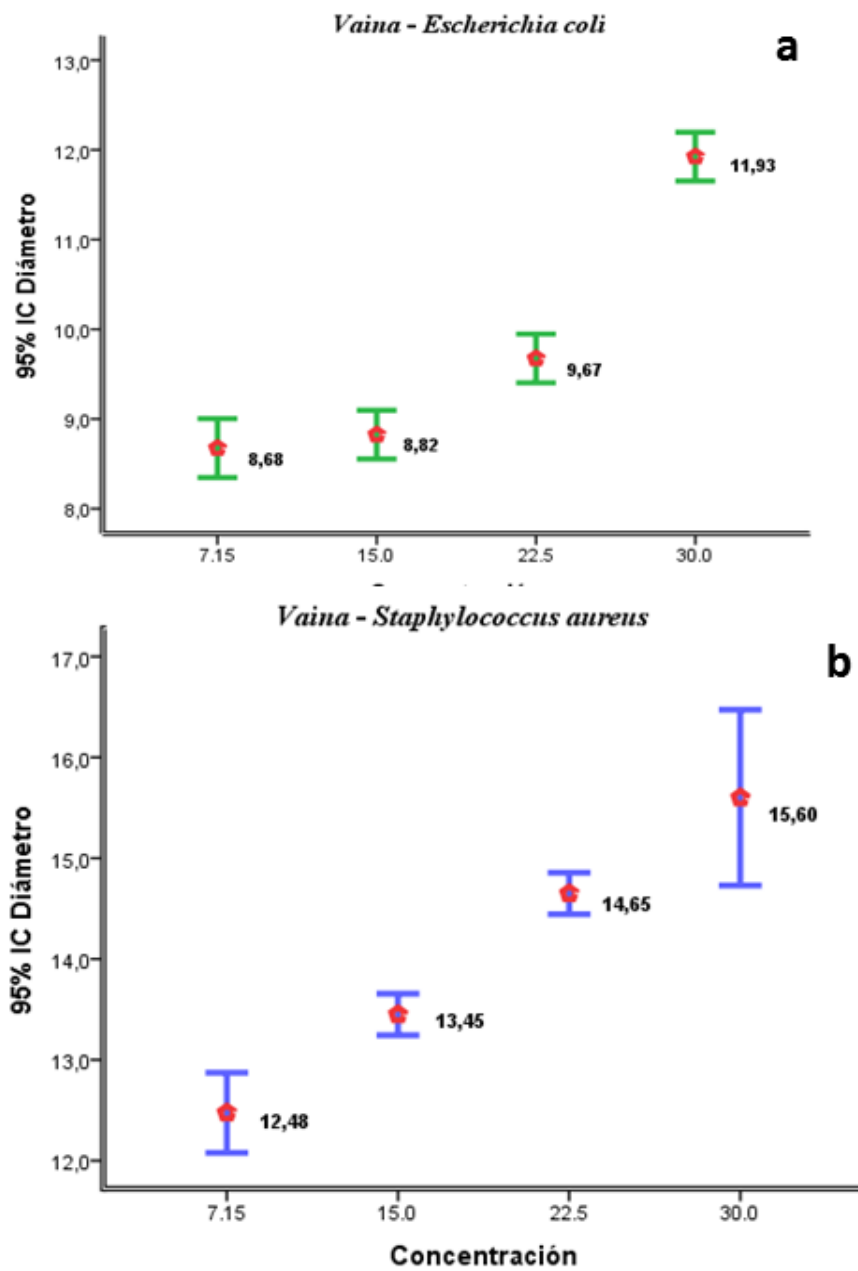 Vaina - Escherichia coli
a
13,0
12,0
11,0
10,0
9,0
8,0
95% IC Diámetro
8,68
8,82
9,67
11,93
7.15 15.0 22.5 30.0
Vaina - Staphylococcus aureus
b
17,0
16,0
15,0
14,0
13,0
12,0
95% IC Diámetro
12,48
13,45
14,65
15,60
7.15 15.0 22.5 30.0
Concentración